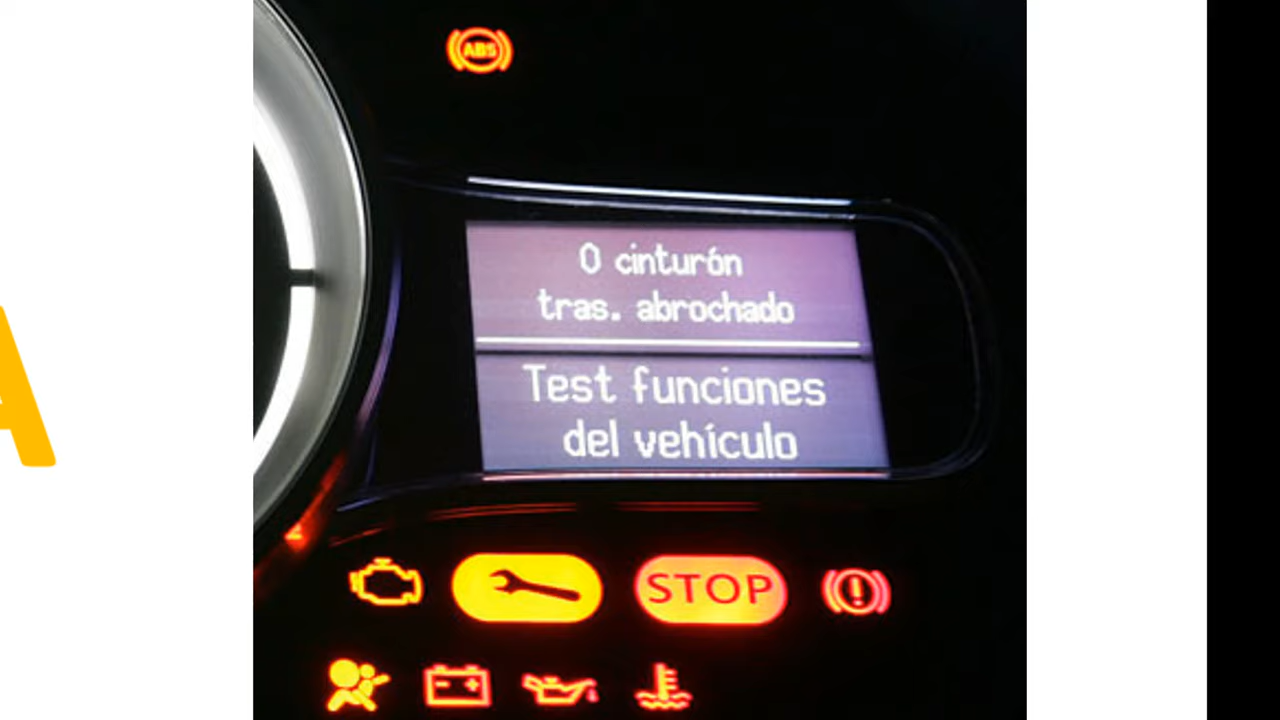 A
ABS
0 cinturón
tras. abrochado
Test funciones
del vehículo
STOP